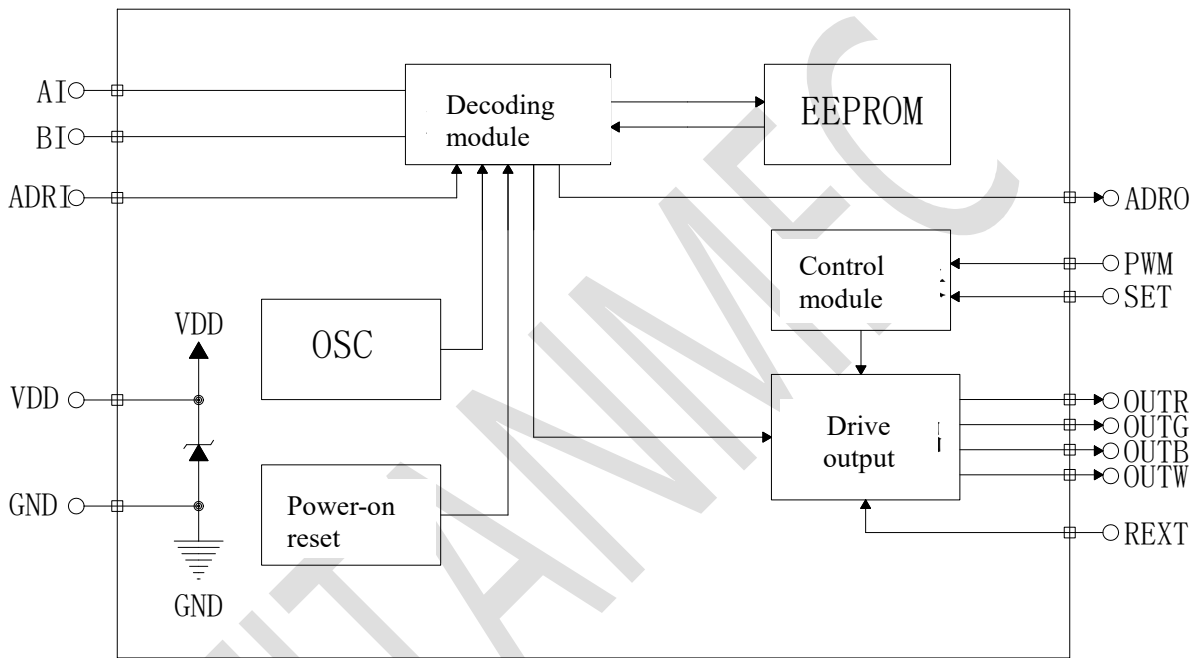 AI
BI
ADRI
Decoding
module
EEPROM
ADRO
Control
module
PWM
SET
OSC
VDD
VDD
Drive
output
OUTR
OUTG
OUTB
OUTW
GND
Power-on
reset
REXT
GND